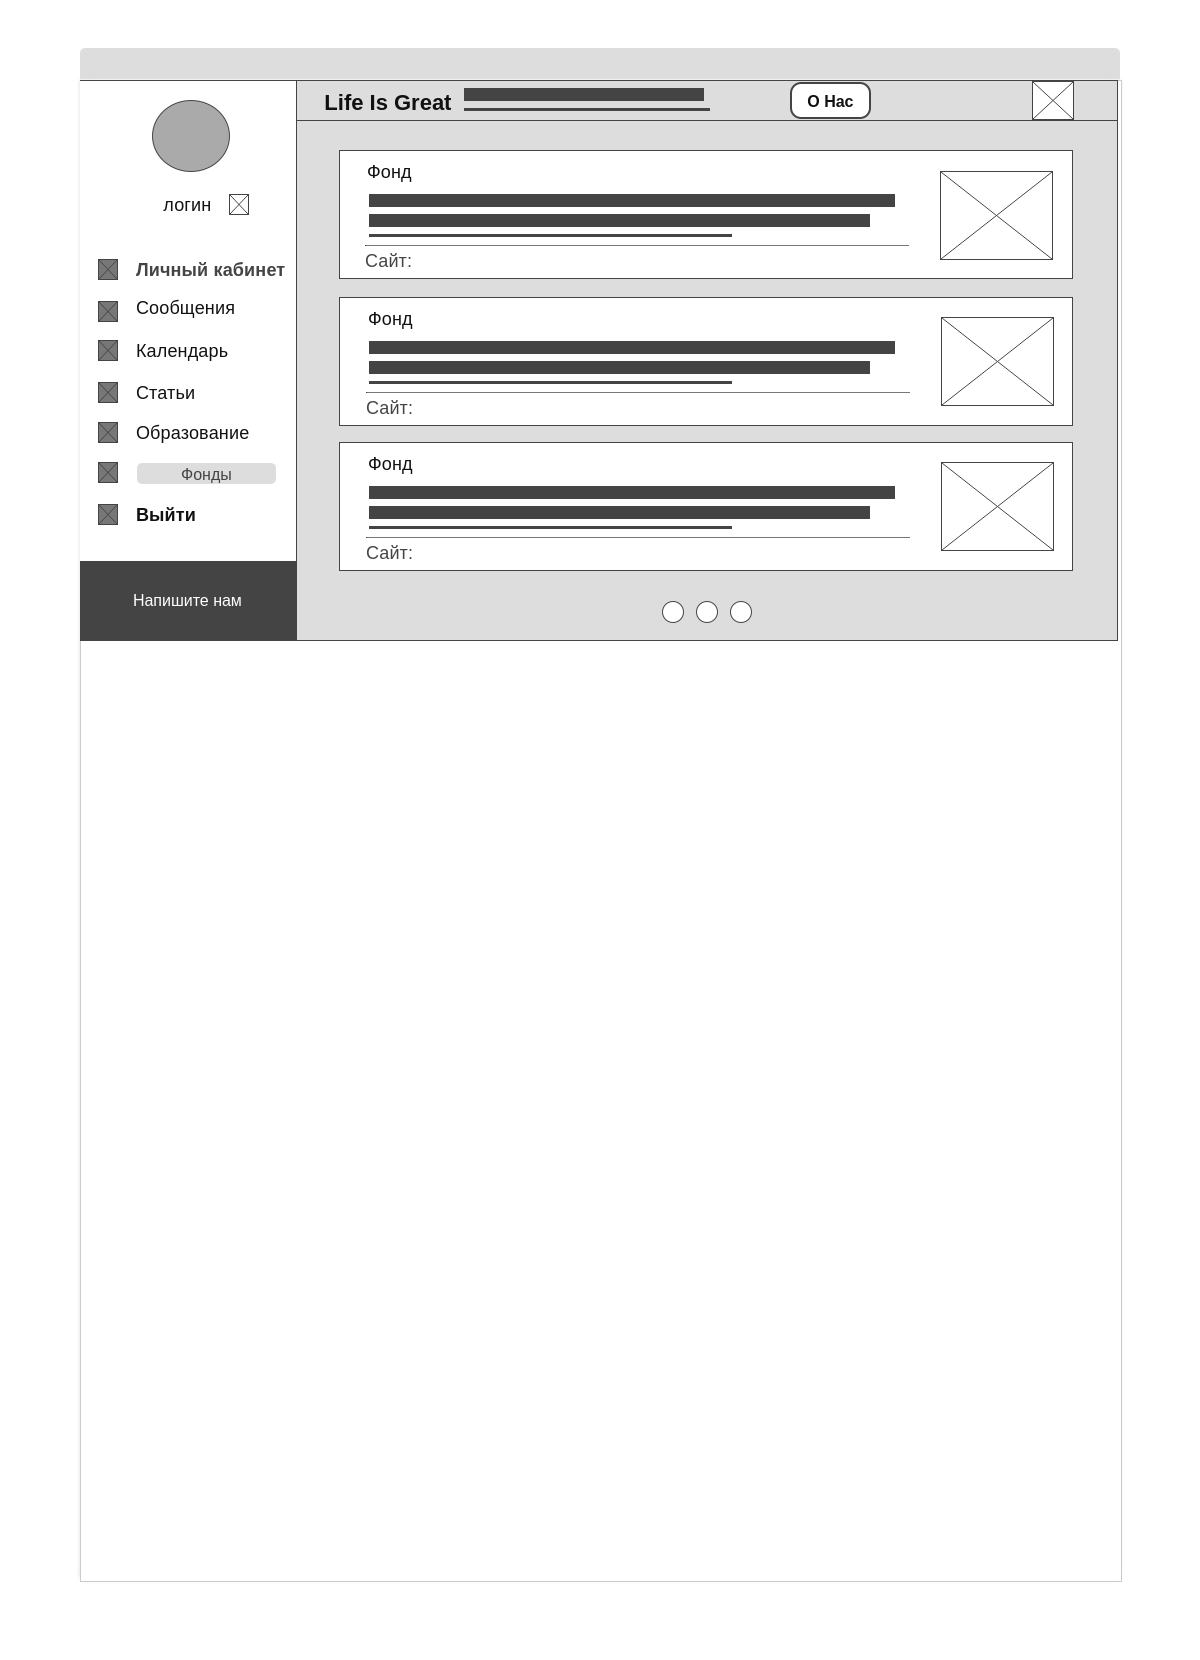 Life Is Great
О Нас
логин
Личный кабинет
Сообщения
Календарь
Статьи
Образование
Фонды
Выйти
Напишите нам
Фонд
Сайт:
Фонд
Сайт:
Фонд
Сайт: